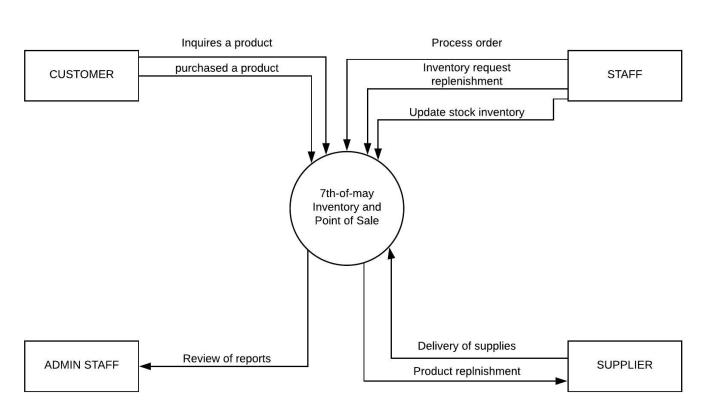 Inquires a product
Process order
CUSTOMER
purchased a product
Inventory request
replenishment
STAFF
Update stock inventory
7th-of-may
Inventory and
Point of Sale
ADMIN STAFF
Review of reports
Delivery of supplies
Product replnishment
SUPPLIER